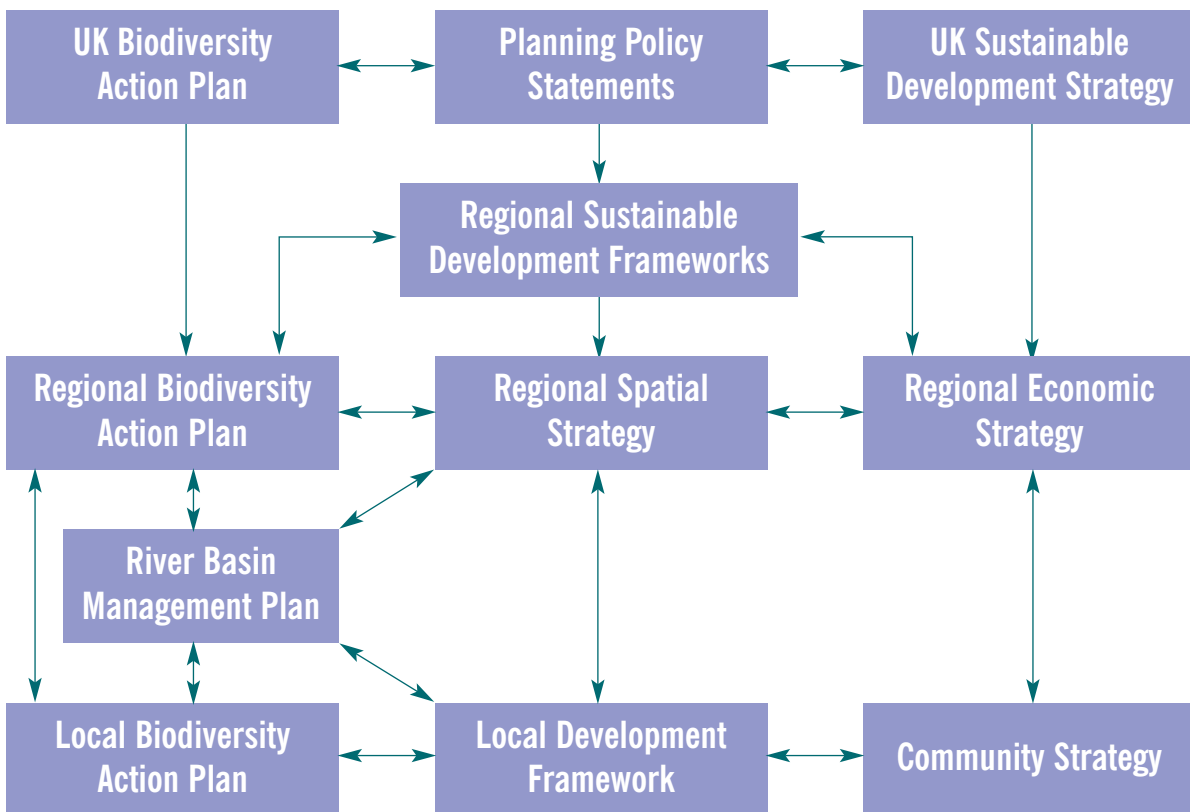 UK Biodiversity
Action Plan
Planning Policy
Statements
UK Sustainable
Development Strategy
Regional Sustainable
Development Frameworks
Regional Biodiversity
Action Plan
Regional Spatial
Strategy
Regional Economic
Strategy
River Basin
Management Plan
Local Biodiversity
Action Plan
Local Development
Framework
Community Strategy